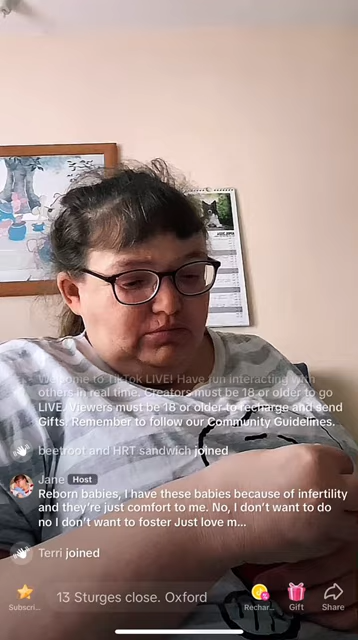 Welcome to TikTok LIVE! Have fun interacting with
others in real time. Creators must be 18 or older to go
LIVE. Viewers must be 18 or older to recharge and send
Gifts. Remember to follow our Community Guidelines.
beetroot and HRT sandwich joined
Jane Host
Reborn babies, I have these babies because of infertility
and they're just comfort to me. No, I don't want to do
no I don't want to foster Just love m...
Terri joined
13 Sturges close. Oxford
Subscri...
Rechar...
Gift
Share